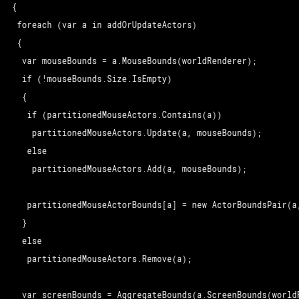 {
foreach (var a in addOrUpdateActors)
{
var mouseBounds = a.MouseBounds(worldRenderer);
if (!mouseBounds.Size.IsEmpty)
{
if (partitionedMouseActors.Contains(a))
partitionedMouseActors.Update(a, mouseBounds);
else
partitionedMouseActors.Add(a, mouseBounds);
partitionedMouseActorBounds[a] = new ActorBoundsPair(a,
}
else
partitionedMouseActors.Remove(a);
var screenBounds = AggregateBounds(a.ScreenBounds(worldR